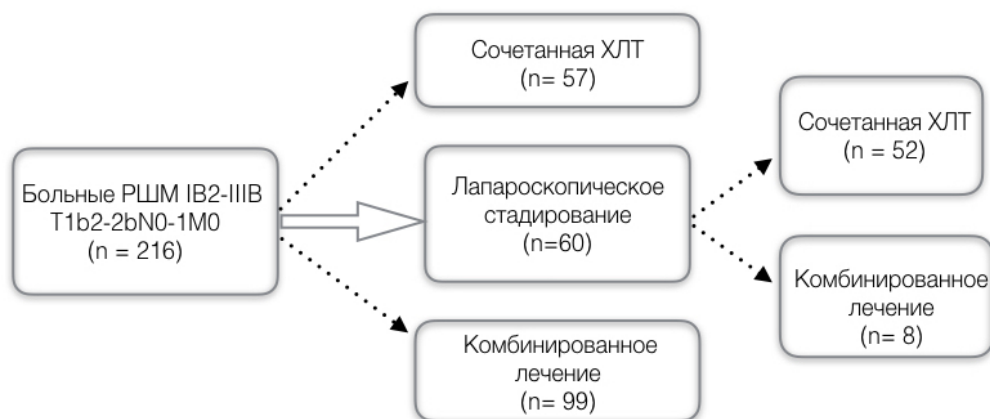 Больные РШМ IB2-IIIB
T1b2-2bN0-1M0
(n = 216)
Сочетанная ХЛТ
(n= 57)
Лапароскопическое
стадирование
(n=60)
Комбинированное
лечение
(n= 99)
Сочетанная ХЛТ
(n = 52)
Комбинированное
лечение
(n= 8)